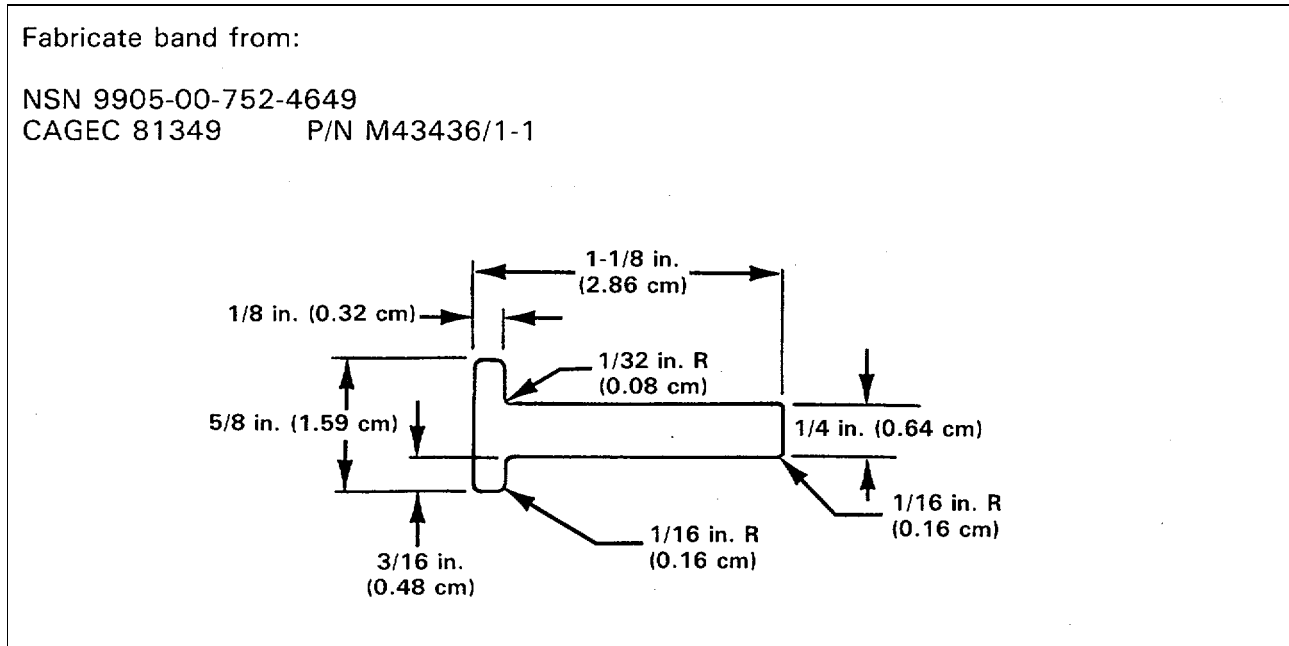 Fabricate band from:
NSN 9905-00-752-4649
CAGEC 81349 P/N M43436/1-1
1-1/8 in.
(2.86 cm)
1/8 in. (0.32 cm)
1/32 in. R
(0.08 cm)
5/8 in. (1.59 cm)
1/4 in. (0.64 cm)
1/16 in. R
(0.16 cm)
1/16 in. R
(0.16 cm)
3/16 in.
(0.48 cm)